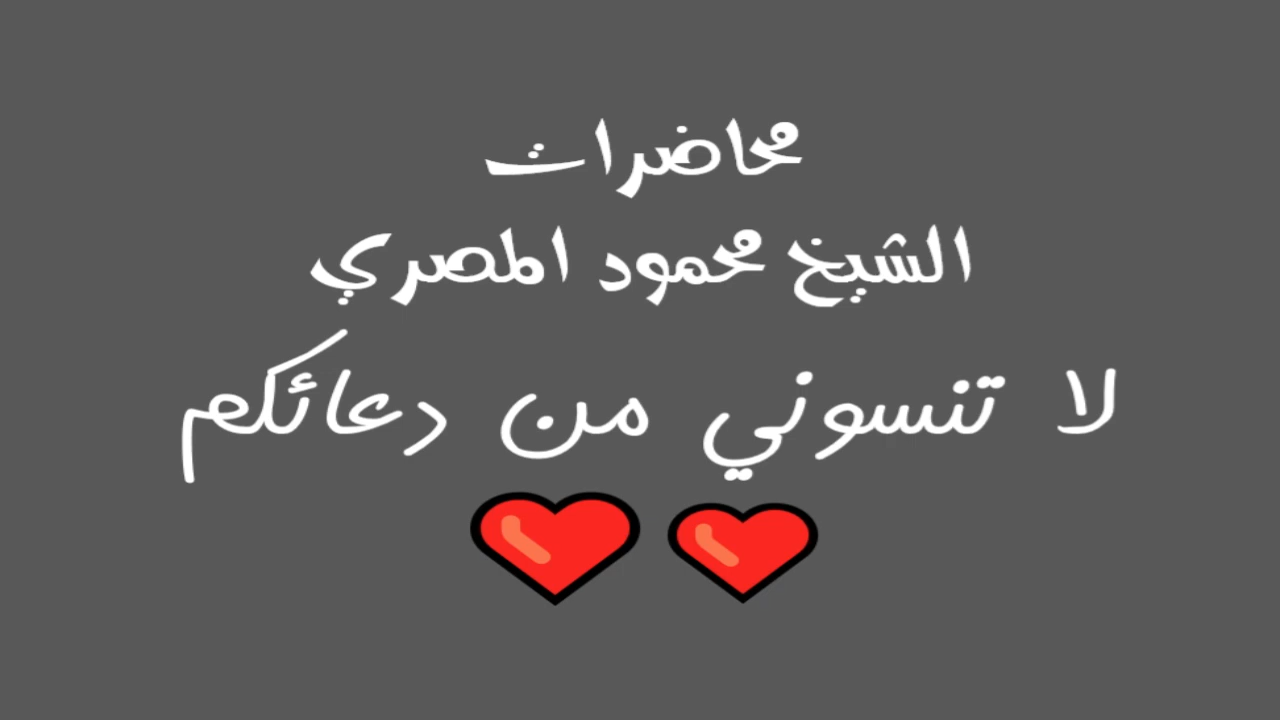 محاضرات
الشيخ محمود المصري
لا تنسوني من دعائكم